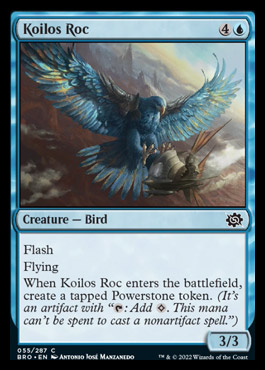 Koilos Roc 4
Creature — Bird
Flash
Flying
When Koilos Roc enters the battlefield,
create a tapped Powerstone token. (It's
an artifact with “: Add . This mana
can't be spent to cast a nonartifact spell.”)
3/3
055/287 C
BRO • EN Antonio José Manzanedo ™ & © 2022 Wizards of the Coast